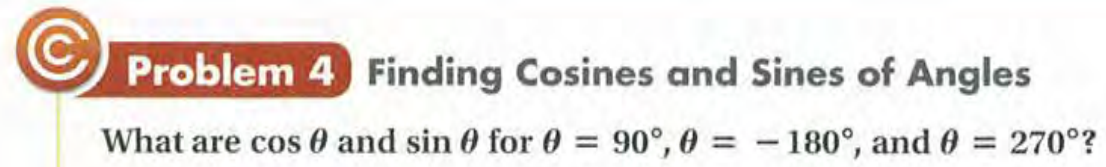 Problem 4 Finding Cosines and Sines of Angles
What are cos θ and sin θ for θ = 90°, θ = −180°, and θ = 270°?